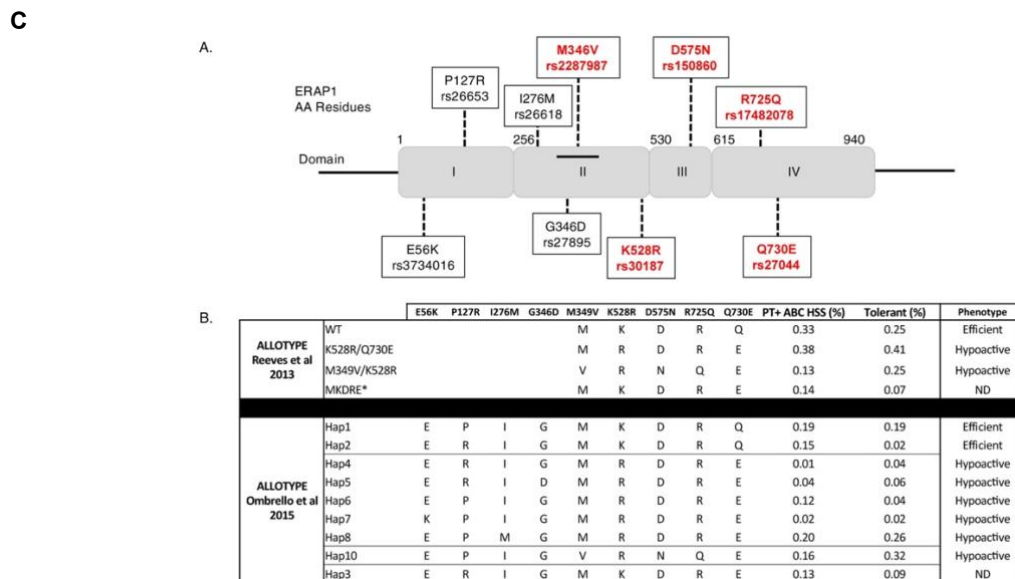 C
A.
M346V
rs2287987
D575N
rs150860
P127R
rs26653
ERAP1
AA Residues
I276M
rs26618
R725Q
rs17482078
1 256 530 615 940
Domain
I II III IV
G346D
rs27895
E56K
rs3734016
K528R
rs30187
Q730E
rs27044
B.
E56K P127R I276M G346D M349V K528R D575N R725Q Q730E PT+ ABC HSS (%) Tolerant (%) Phenotype
ALLOTYPE
Reeves et al
2013
WT M K D R Q 0.33 0.25 Efficient
K528R/Q730E M R D R E 0.38 0.41 Hypoactive
M349V/K528R V R N Q E 0.13 0.25 Hypoactive
MKDRE* M K D R E 0.14 0.07 ND
ALLOTYPE
Ombrello et al
2015
Hap1 E P I G M K D R Q 0.19 0.19 Efficient
Hap2 E R I G M K D R Q 0.15 0.02 Efficient
Hap4 E R I G M R D R E 0.01 0.04 Hypoactive
Hap5 E R I D M R D R E 0.04 0.06 Hypoactive
Hap6 E P I G M R D R E 0.12 0.04 Hypoactive
Hap7 K P I G M R D R E 0.02 0.02 Hypoactive
Hap8 E P M G M R D R E 0.20 0.26 Hypoactive
Hap10 E P I G V R N Q E 0.16 0.32 Hypoactive
Hap3 E R I G M K D R E 0.13 0.09 ND